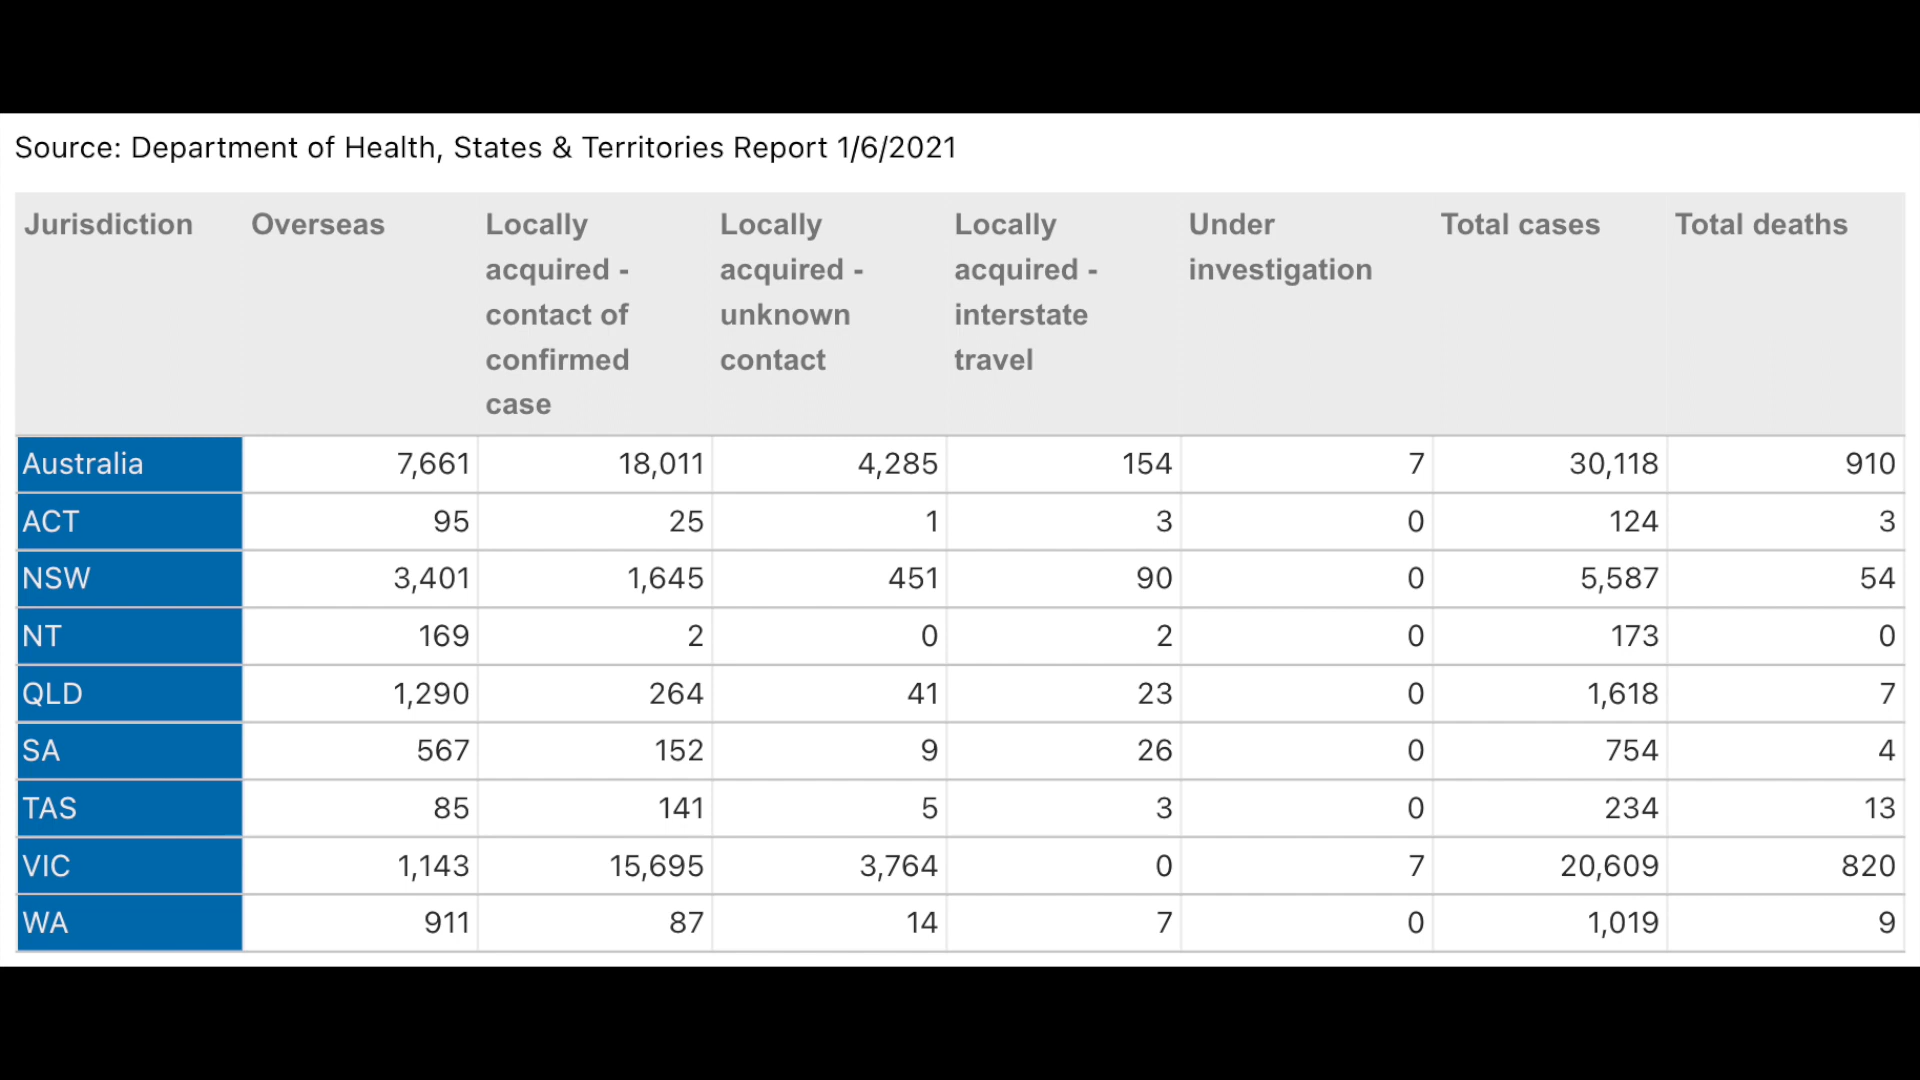 Source: Department of Health, States & Territories Report 1/6/2021
Jurisdiction Overseas Locally acquired - contact of confirmed case Locally acquired - unknown contact Locally acquired - interstate travel Under investigation Total cases Total deaths
Australia 7,661 18,011 4,285 154 7 30,118 910
ACT 95 25 1 3 0 124 3
NSW 3,401 1,645 451 90 0 5,587 54
NT 169 2 0 2 0 173 0
QLD 1,290 264 41 23 0 1,618 7
SA 567 152 9 26 0 754 4
TAS 85 141 5 3 0 234 13
VIC 1,143 15,695 3,764 0 7 20,609 820
WA 911 87 14 7 0 1,019 9